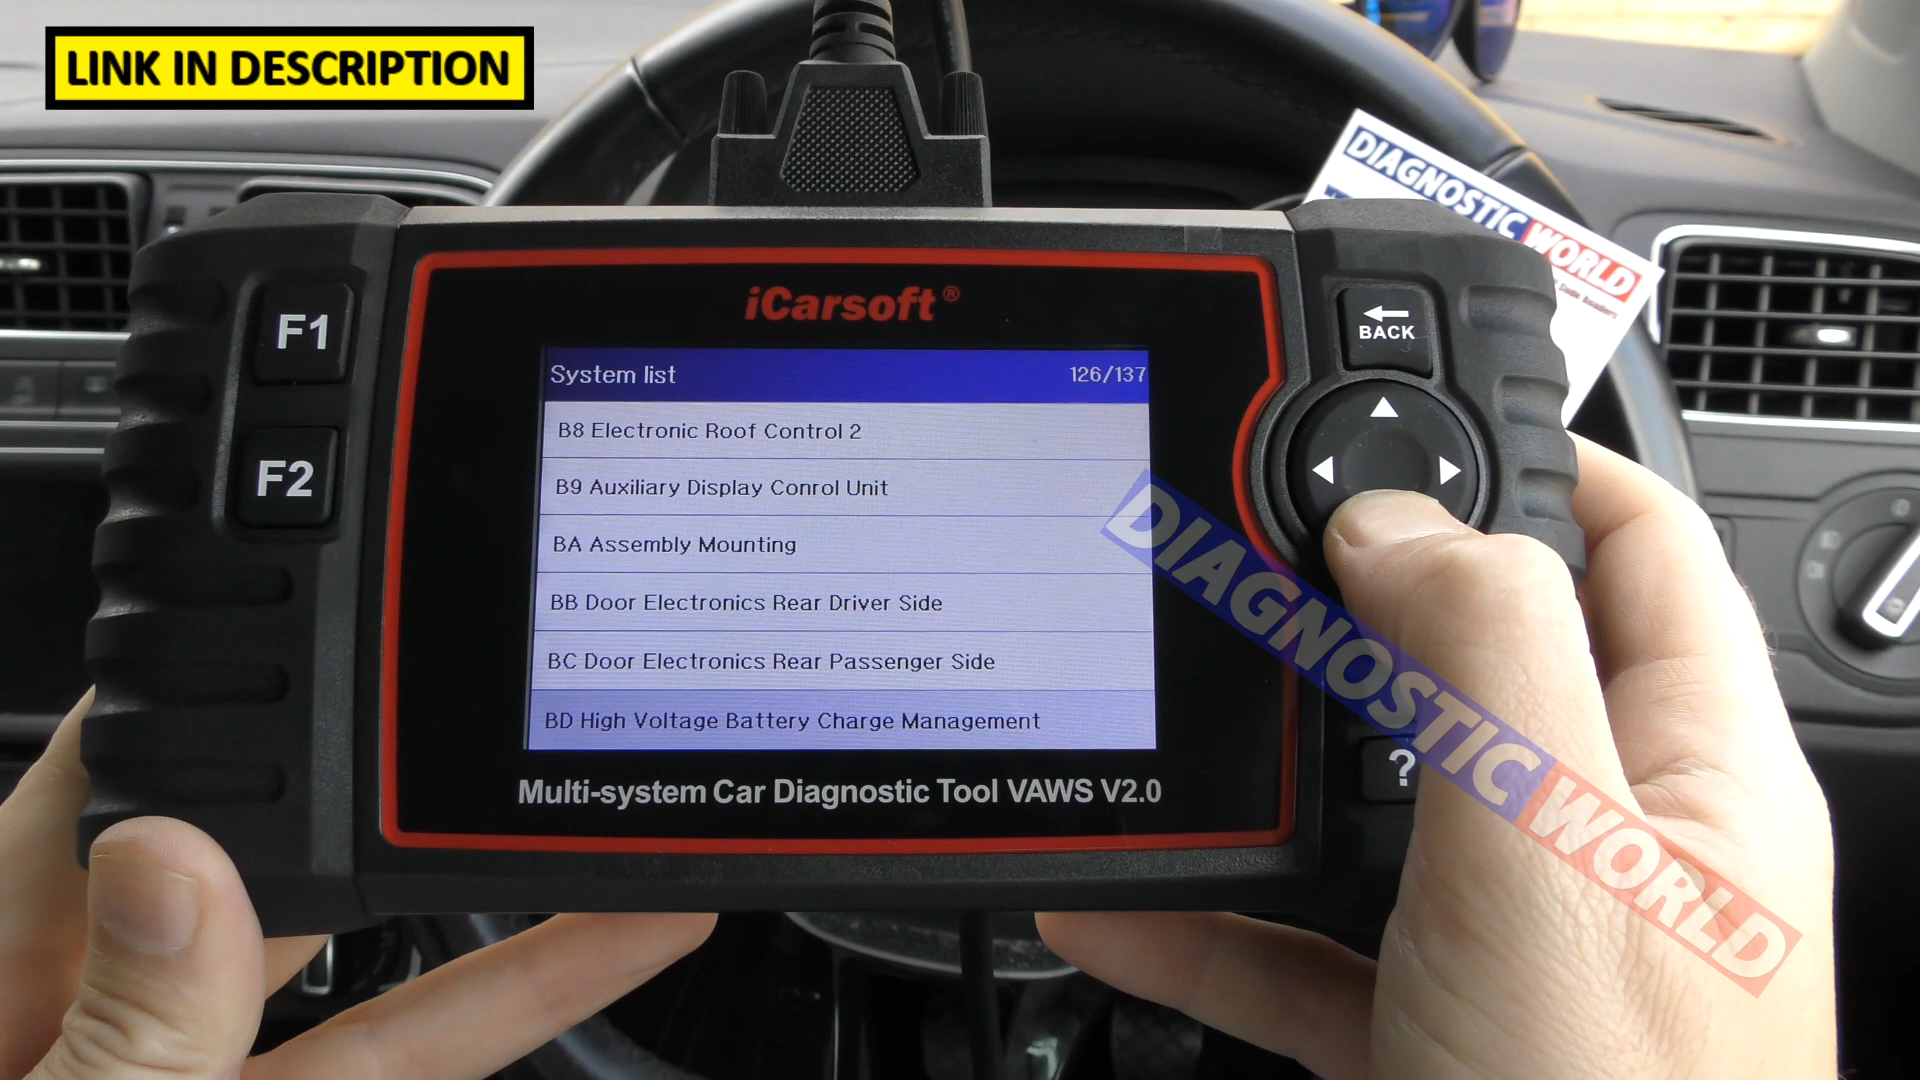 LINK IN DESCRIPTION
DIAGNOSTIC WORLD
F1
F2
iCarsoft®
BACK
System list 126/137
B8 Electronic Roof Control 2
B9 Auxiliary Display Conrol Unit
BA Assembly Mounting
BB Door Electronics Rear Driver Side
BC Door Electronics Rear Passenger Side
BD High Voltage Battery Charge Management
?
Multi-system Car Diagnostic Tool VAWS V2.0
DIAGNOSTIC WORLD